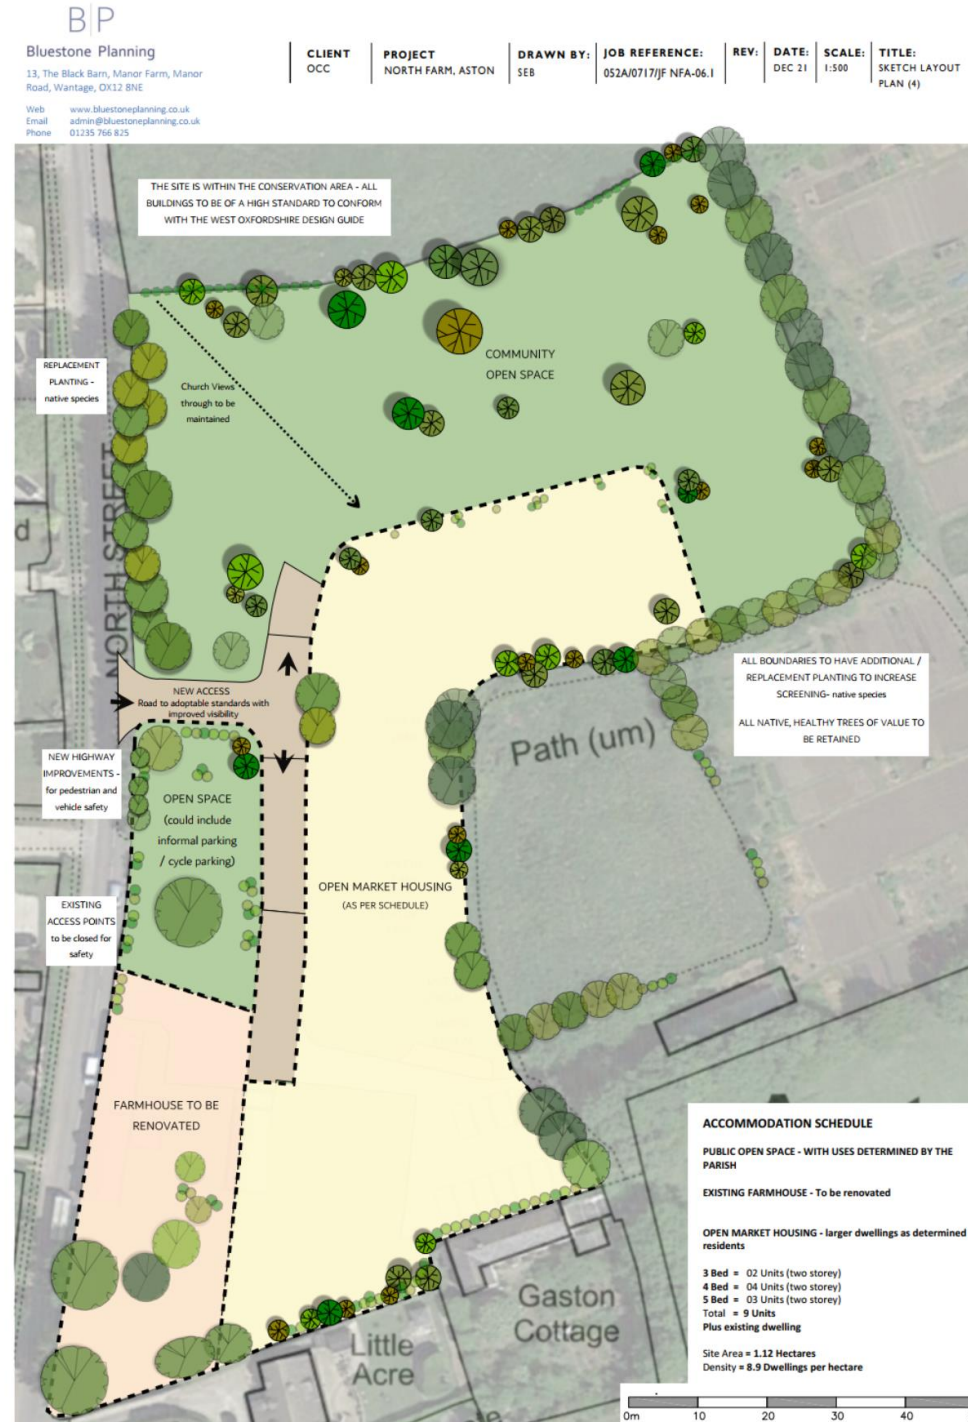 B|P
Bluestone Planning
13, The Black Barn, Manor Farm, Manor
Road, Wantage, OX12 8NE
Web www.bluestoneplanning.co.uk
Email admin@bluestoneplanning.co.uk
Phone 01235 766 825
CLIENT
OCC
PROJECT
NORTH FARM, ASTON
DRAWN BY:
SEB
JOB REFERENCE:
052A/0717/JF NFA-06.1
REV:
DATE:
DEC 21
SCALE:
1:500
TITLE:
SKETCH LAYOUT
PLAN (4)
THE SITE IS WITHIN THE CONSERVATION AREA - ALL
BUILDINGS TO BE OF A HIGH STANDARD TO CONFORM
WITH THE WEST OXFORDSHIRE DESIGN GUIDE
COMMUNITY
OPEN SPACE
REPLACEMENT
PLANTING -
native species
Church Views
through to be
maintained
NORTH STREET
d
NEW ACCESS
Road to adoptable standards with
improved visibility
ALL BOUNDARIES TO HAVE ADDITIONAL /
REPLACEMENT PLANTING TO INCREASE
SCREENING- native species
ALL NATIVE, HEALTHY TREES OF VALUE TO
BE RETAINED
Path (um)
NEW HIGHWAY
IMPROVEMENTS -
for pedestrian and
vehicle safety
OPEN SPACE
(could include
informal parking
/ cycle parking)
OPEN MARKET HOUSING
(AS PER SCHEDULE)
EXISTING
ACCESS POINTS
to be closed for
safety
FARMHOUSE TO BE
RENOVATED
ACCOMMODATION SCHEDULE
PUBLIC OPEN SPACE - WITH USES DETERMINED BY THE
PARISH
EXISTING FARMHOUSE - To be renovated
OPEN MARKET HOUSING - larger dwellings as determined
residents
3 Bed = 02 Units (two storey)
4 Bed = 04 Units (two storey)
5 Bed = 03 Units (two storey)
Total = 9 Units
Plus existing dwelling
Site Area = 1.12 Hectares
Density = 8.9 Dwellings per hectare
Gaston
Cottage
Little
Acre
0m 10 20 30 40